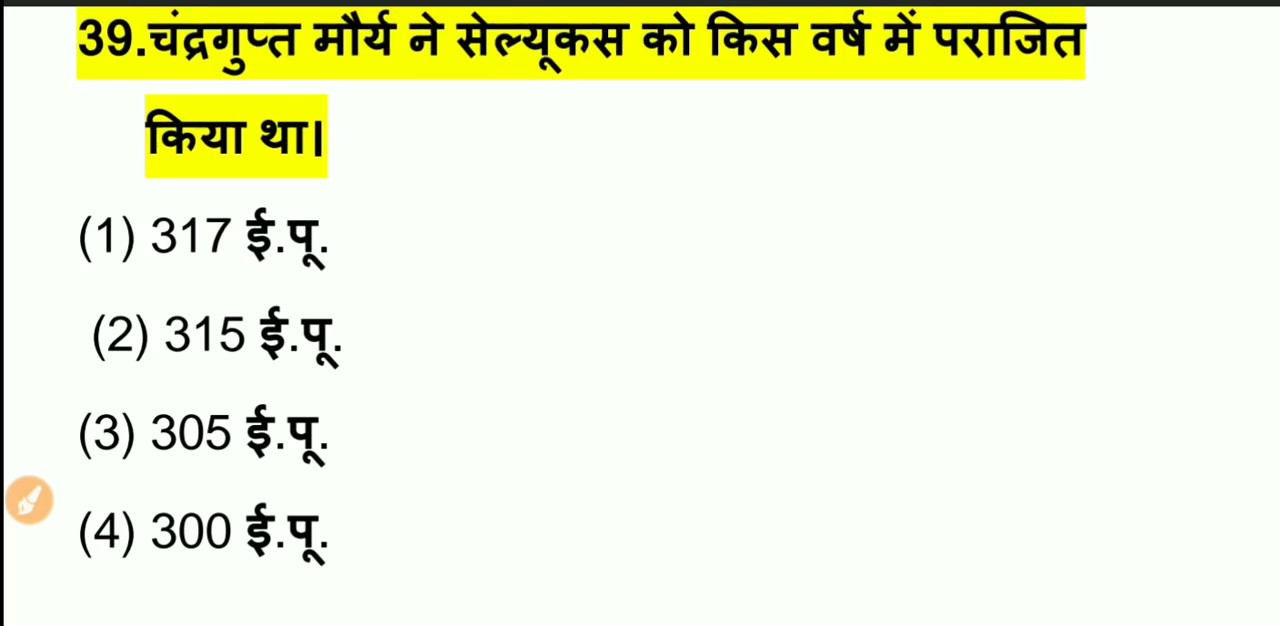 39.चंद्रगुप्त मौर्य ने सेल्यूकस को किस वर्ष में पराजित
किया था।
(1) 317 ई.पू.
(2) 315 ई.पू.
(3) 305 ई.पू.
(4) 300 ई.पू.